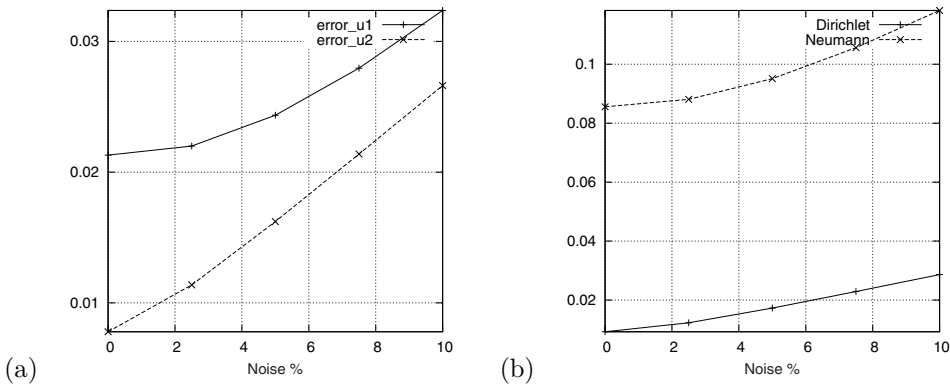 error_u1
error_u2
0.03
0.02
0.01
0 2 4 6 8 10
Noise %
(a)
Dirichlet
Neumann
0.1
0.08
0.06
0.04
0.02
0 2 4 6 8 10
Noise %
(b)